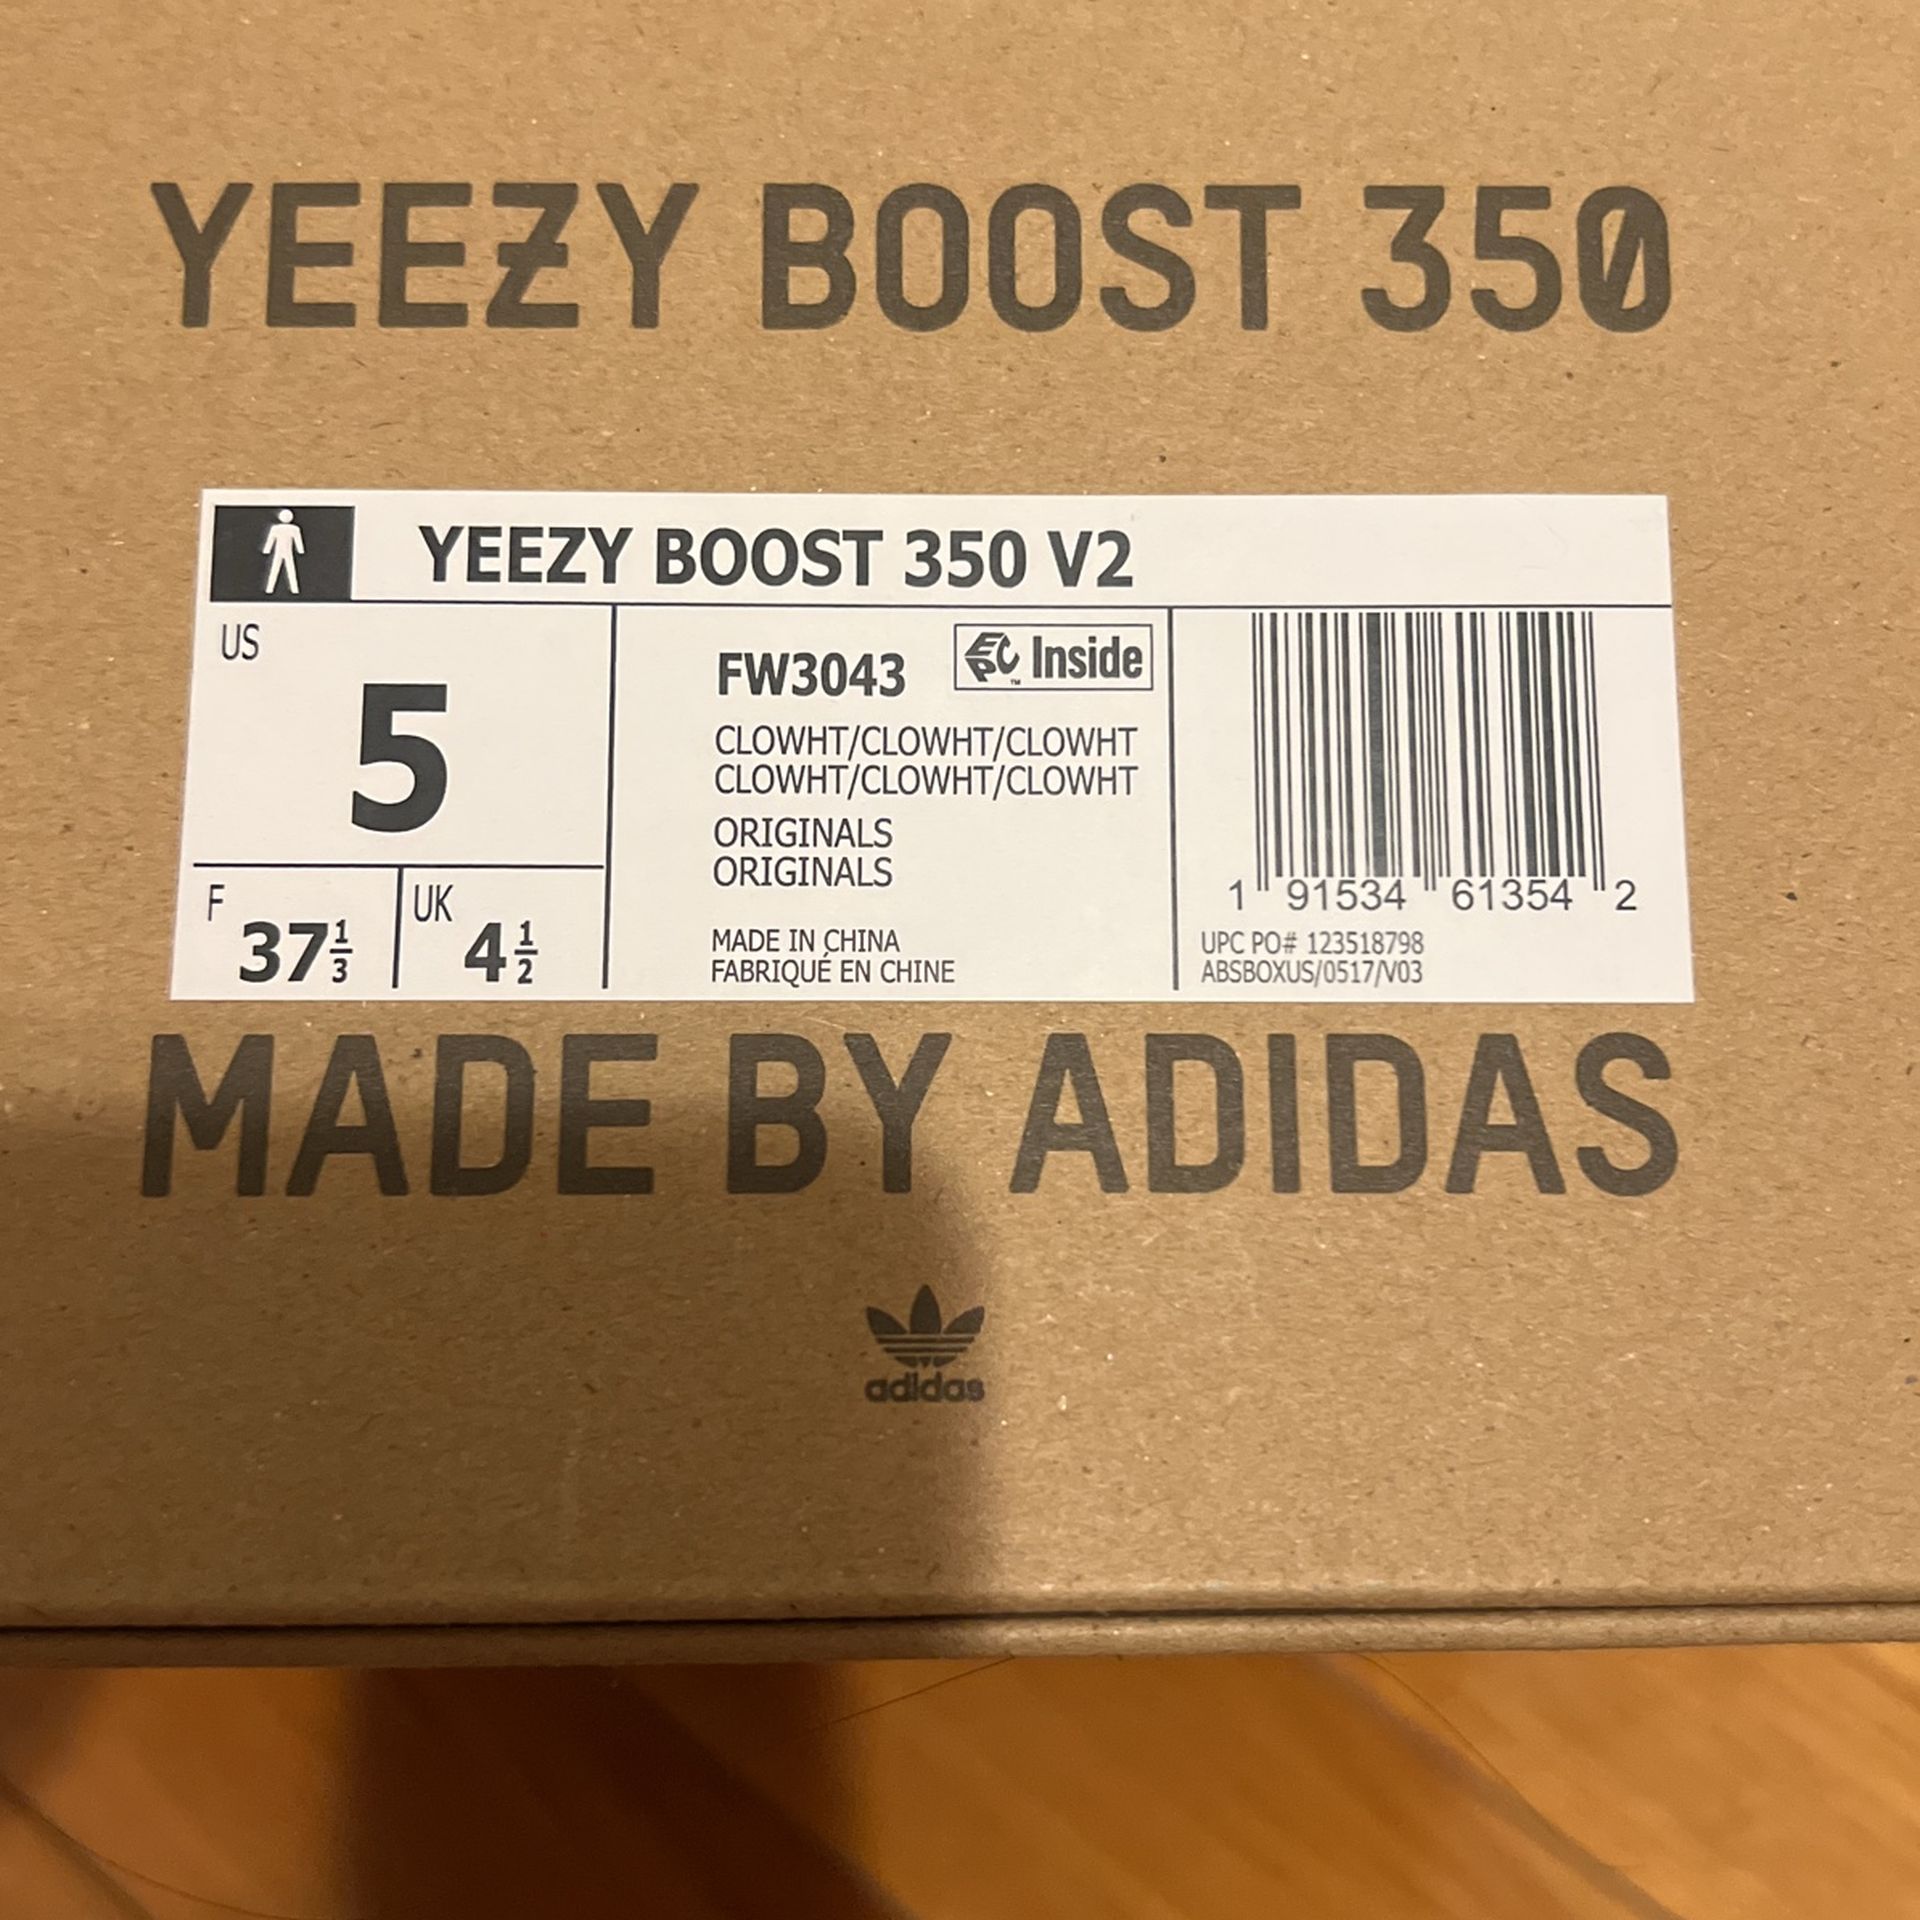 YEEZY BOOST 350
YEEZY BOOST 350 V2
US
5
F 37 1/3
UK 4 1/2
FW3043
EPC Inside
™
CLOWHT/CLOWHT/CLOWHT
CLOWHT/CLOWHT/CLOWHT
ORIGINALS
ORIGINALS
MADE IN CHINA
FABRIQUÉ EN CHINE
1 91534 61354 2
UPC PO# 123518798
ABSBOXUS/0517/V03
MADE BY ADIDAS
adidas